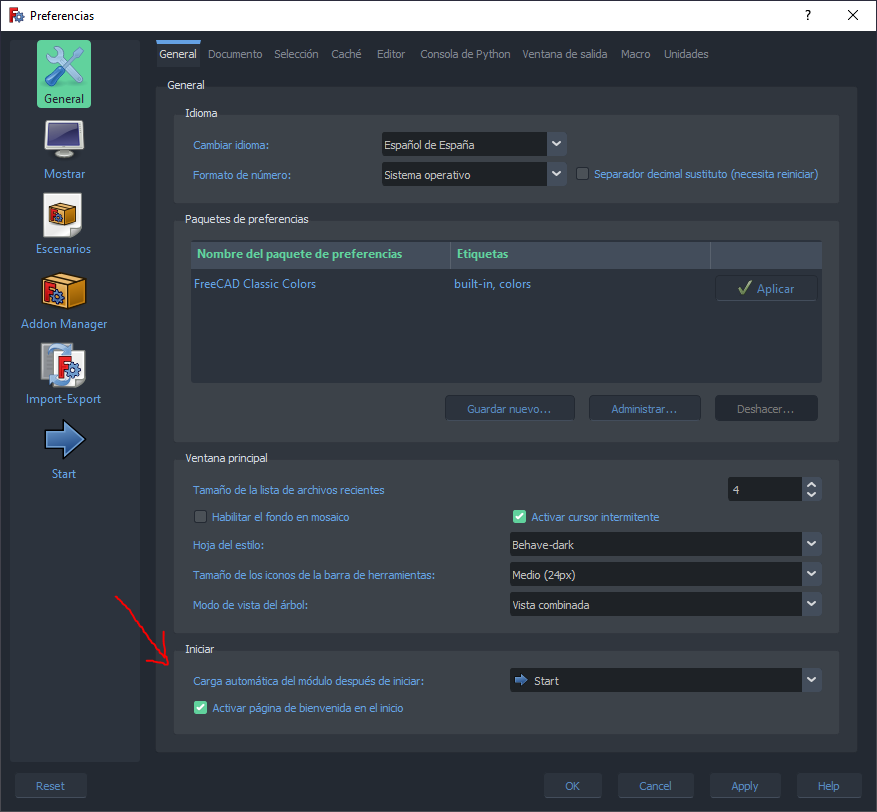 Preferencias
?
General
Mostrar
Escenarios
Addon Manager
Import-Export
Start
General Documento Selección Caché Editor Consola de Python Ventana de salida Macro Unidades
General
Idioma
Cambiar idioma: Español de España
Formato de número: Sistema operativo Separador decimal sustituto (necesita reiniciar)
Paquetes de preferencias
Nombre del paquete de preferencias Etiquetas
FreeCAD Classic Colors built-in, colors Aplicar
Guardar nuevo... Administrar... Deshacer...
Ventana principal
Tamaño de la lista de archivos recientes 4
Habilitar el fondo en mosaico Activar cursor intermitente
Hoja del estilo: Behave-dark
Tamaño de los iconos de la barra de herramientas: Medio (24px)
Modo de vista del árbol: Vista combinada
Iniciar
Carga automática del módulo después de iniciar: Start
Activar página de bienvenida en el inicio
Reset OK Cancel Apply Help